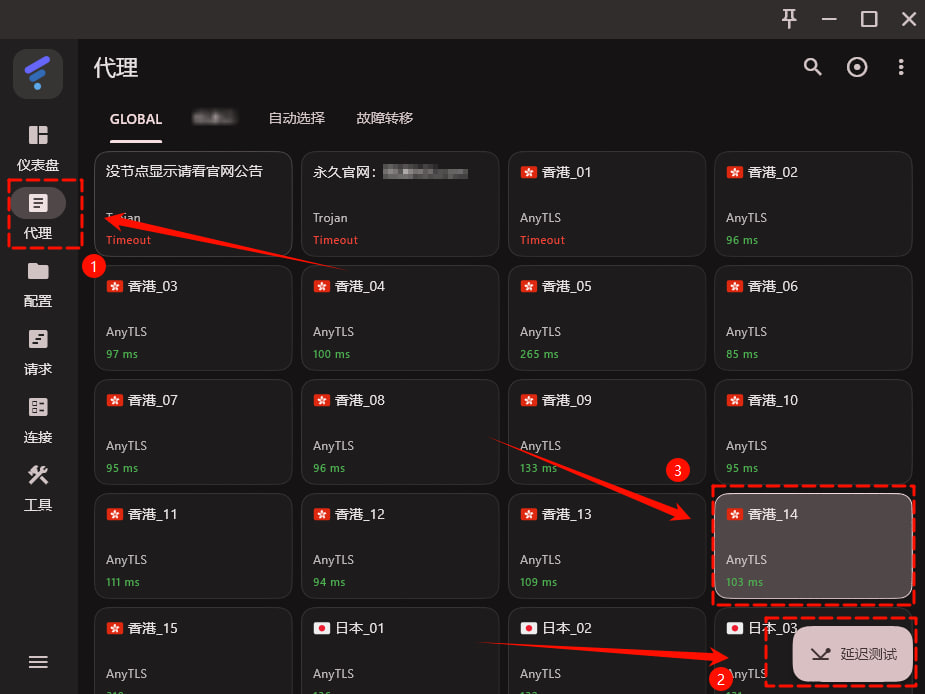 代理
GLOBAL
自动选择
故障转移
仪表盘
代理
配置
请求
连接
工具
没节点显示请看官网公告
Trojan
Timeout
永久官网：
Trojan
Timeout
香港_01
AnyTLS
Timeout
香港_02
AnyTLS
96 ms
1
香港_03
AnyTLS
97 ms
香港_04
AnyTLS
100 ms
香港_05
AnyTLS
265 ms
香港_06
AnyTLS
85 ms
香港_07
AnyTLS
95 ms
香港_08
AnyTLS
96 ms
香港_09
AnyTLS
133 ms
3
香港_10
AnyTLS
95 ms
香港_11
AnyTLS
111 ms
香港_12
AnyTLS
94 ms
香港_13
AnyTLS
109 ms
香港_14
AnyTLS
103 ms
香港_15
AnyTLS
日本_01
AnyTLS
日本_02
AnyTLS
日本_03
AnyTLS
2
延迟测试